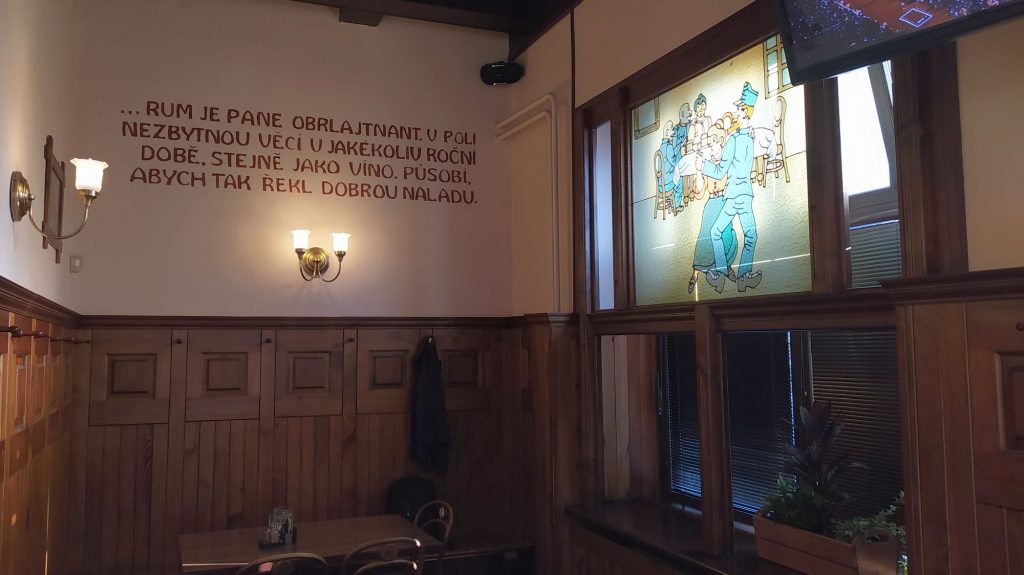 ...RUM JE PANE OBRLAJTNANT, V POLI
NEZBYTNOU VĚCÍ V JAKÉKOLIV ROČNÍ
DOBĚ, STEJNĚ JAKO VÍNO. PŮSOBÍ,
ABYCH TAK ŘEKL DOBROU NALADU.